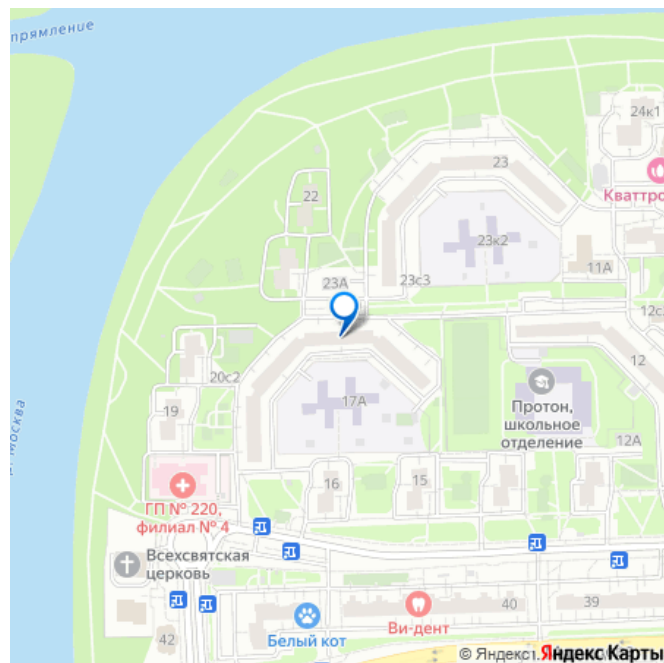 прямление
24к1
23
Кваттро
22
23к2
11А
23А
23с3
12с
12
20с2
17А
Протон,
школьное
отделение
19
12А
16
15
ГП № 220,
филиал № 4
Всехсвятская
церковь
Москва
40
39
Белый кот
Ви-дент
42
© Яндекс
Яндекс Карты